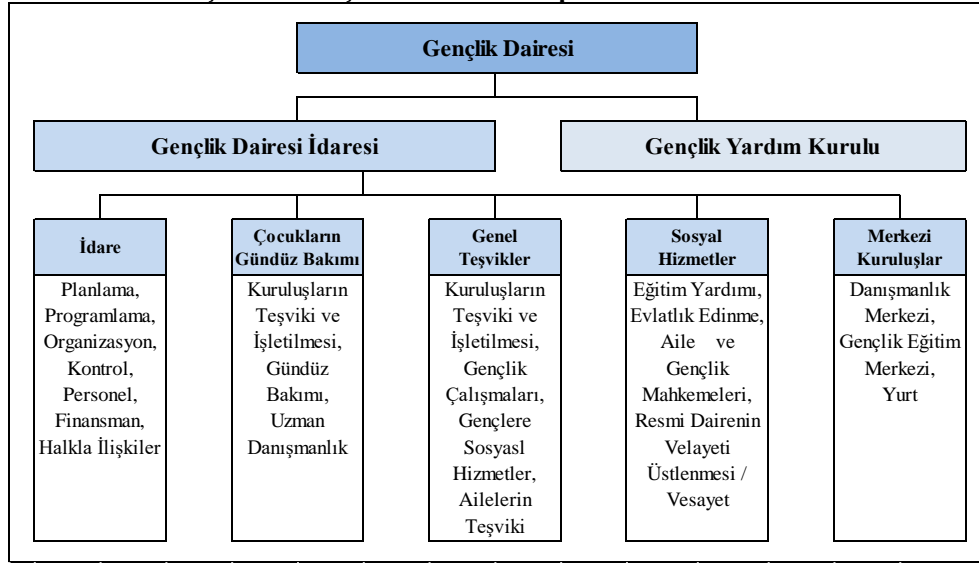 Gençlik Dairesi
Gençlik Dairesi İdaresi
Gençlik Yardım Kurulu
İdare
Planlama,
Programlama,
Organizasyon,
Kontrol,
Personel,
Finansman,
Halkla İlişkiler
Çocukların
Gündüz Bakımı
Kuruluşların
Teşviki ve
İşletilmesi,
Gündüz
Bakımı,
Uzman
Danışmanlık
Genel
Teşvikler
Kuruluşların
Teşviki ve
İşletilmesi,
Gençlik
Çalışmaları,
Gençlere
Sosyasl
Hizmetler,
Ailelerin
Teşviki
Sosyal
Hizmetler
Eğitim Yardımı,
Evlatlık Edinme,
Aile ve
Gençlik
Mahkemeleri,
Resmi Dairenin
Velayeti
Üstlenmesi /
Vesayet
Merkezi
Kuruluşlar
Danışmanlık
Merkezi,
Gençlik Eğitim
Merkezi,
Yurt